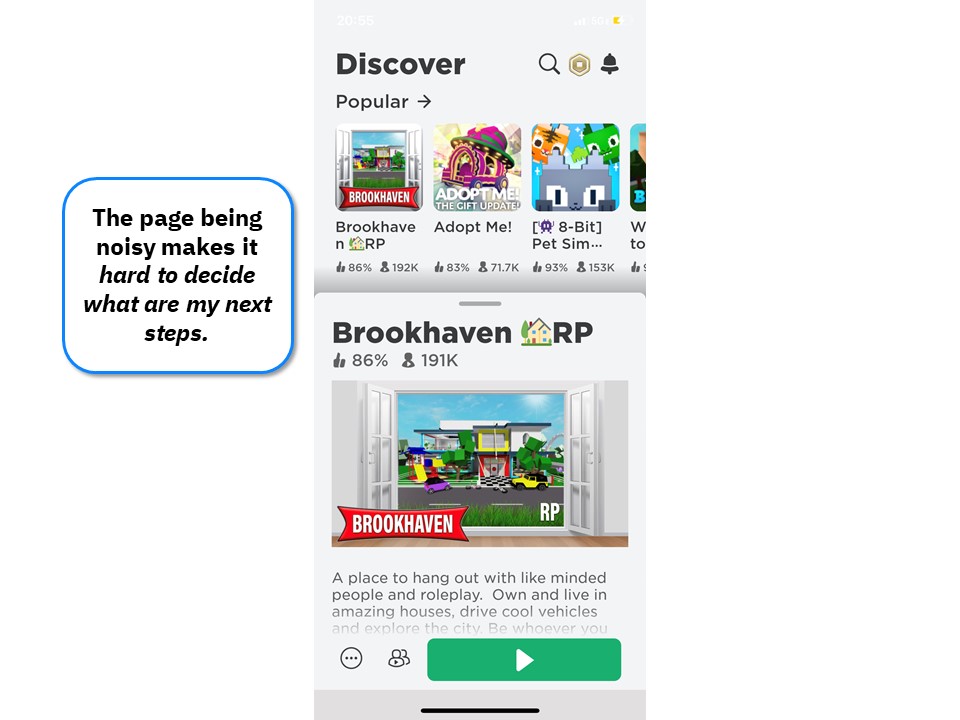 20:55
5G
The page being
noisy makes it
hard to decide
what are my next
steps.
Discover
Popular →
BROOKHAVEN
ADOPT ME!
THE GIFT UPDATE!
Brookhave
n 🏡RP
Adopt Me!
[👾 8-Bit]
Pet Sim...
W
to
86% 192K
83% 71.7K
93% 153K
Brookhaven 🏡RP
86% 191K
BROOKHAVEN
RP
A place to hang out with like minded
people and roleplay. Own and live in
amazing houses, drive cool vehicles
and explore the city. Be whoever you